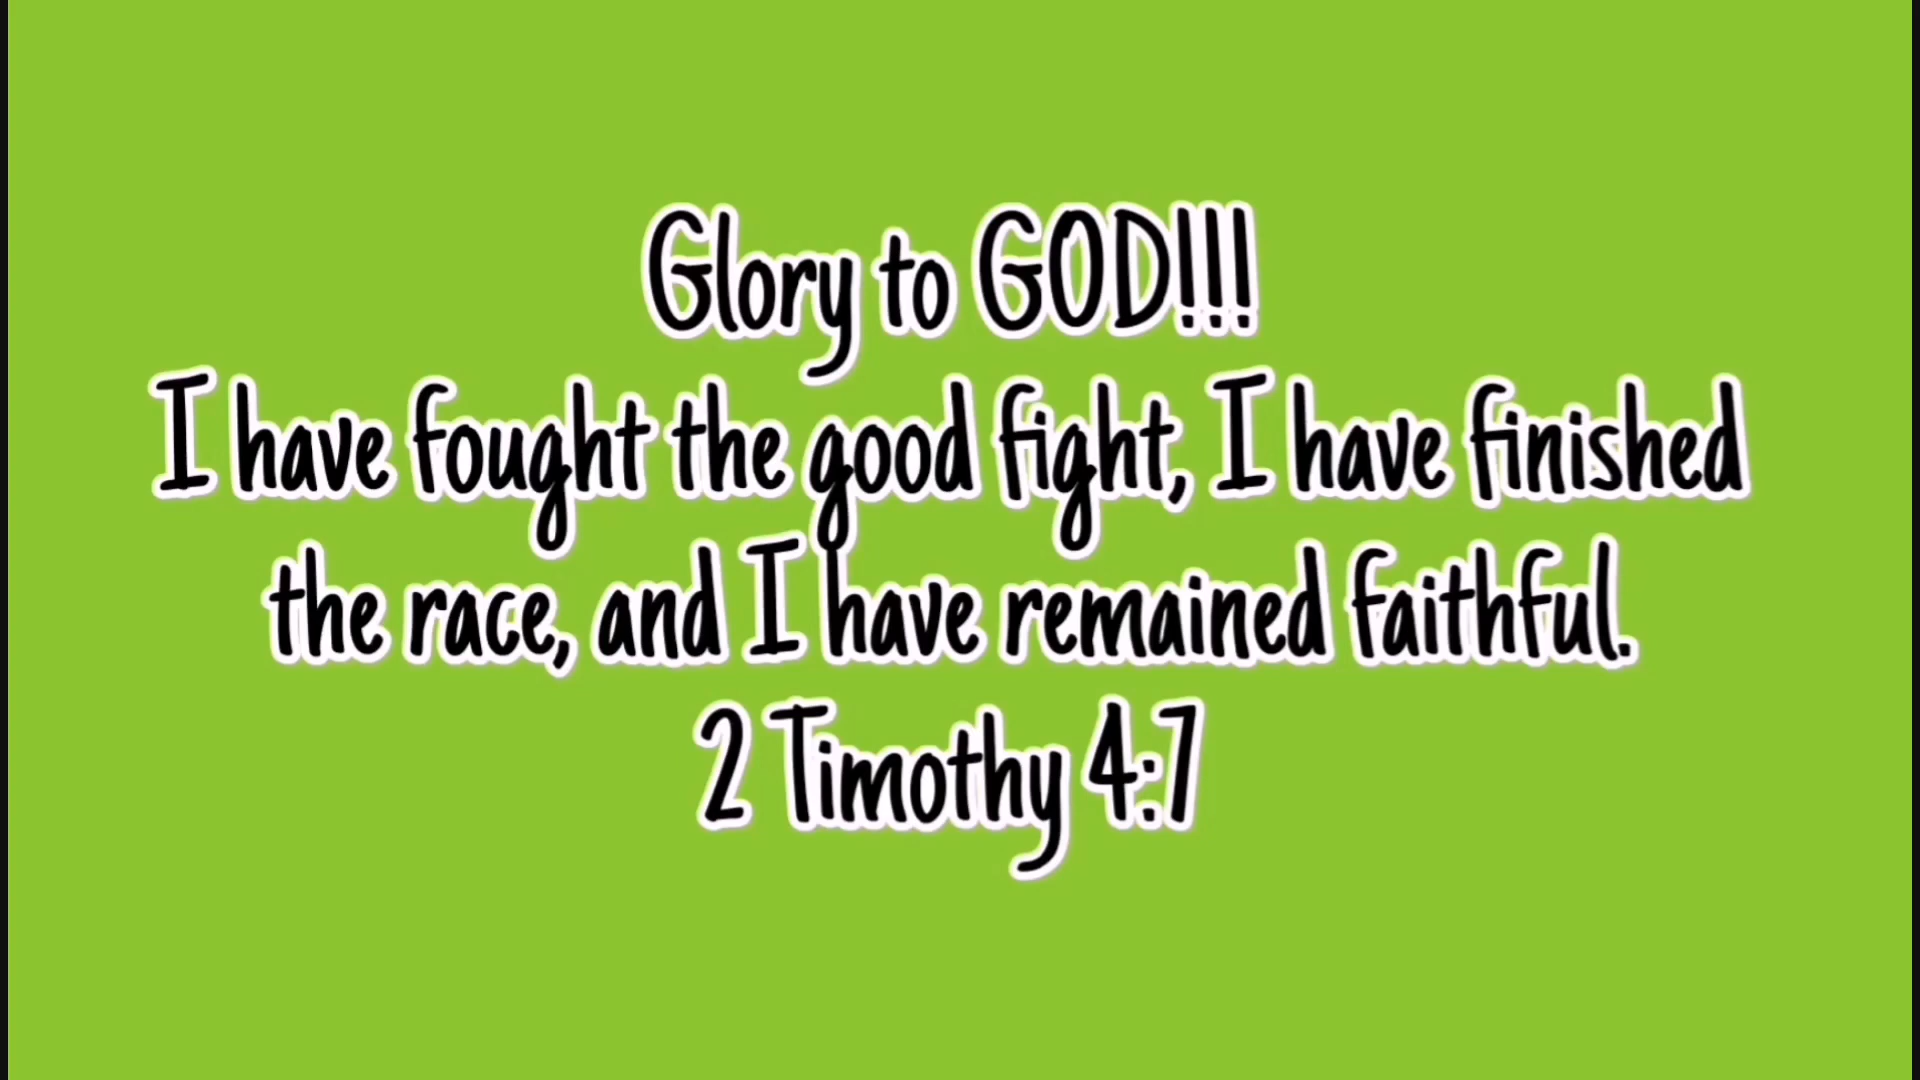 Glory to GOD!!!
I have fought the good fight, I have finished
the race, and I have remained faithful.
2 Timothy 4:7